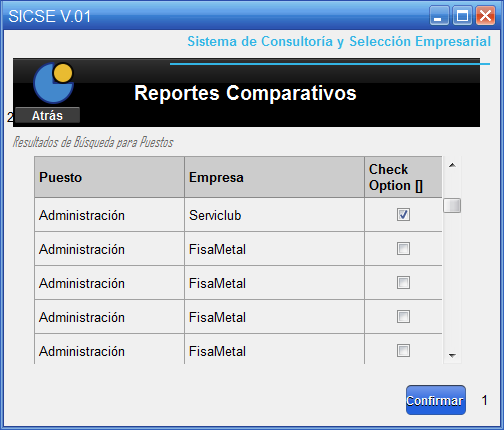 SICSE V.01
Sistema de Consultoría y Selección Empresarial
Reportes Comparativos
2
Atrás
Resultados de Búsqueda para Puestos
Puesto Empresa Check Option []
Administración Serviclub
Administración FisaMetal
Administración FisaMetal
Administración FisaMetal
Administración FisaMetal
Confirmar 1